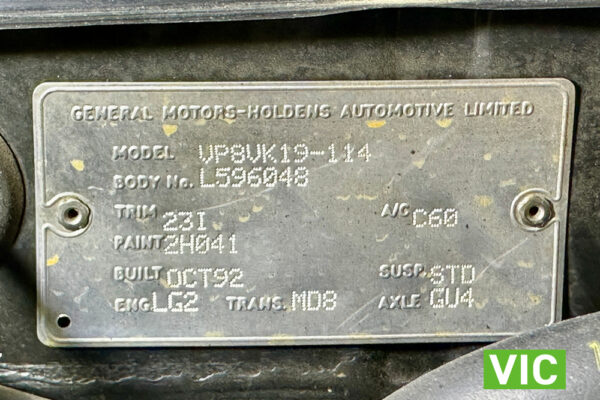 GENERAL MOTORS-HOLDENS AUTOMOTIVE LIMITED
MODEL VP8VK19-114
BODY No. L596048
TRIM 23I A/C C60
PAINT 2H041
BUILT OCT92 SUSP. STD
ENG. LG2 TRANS. MD8 AXLE GU4
VIC